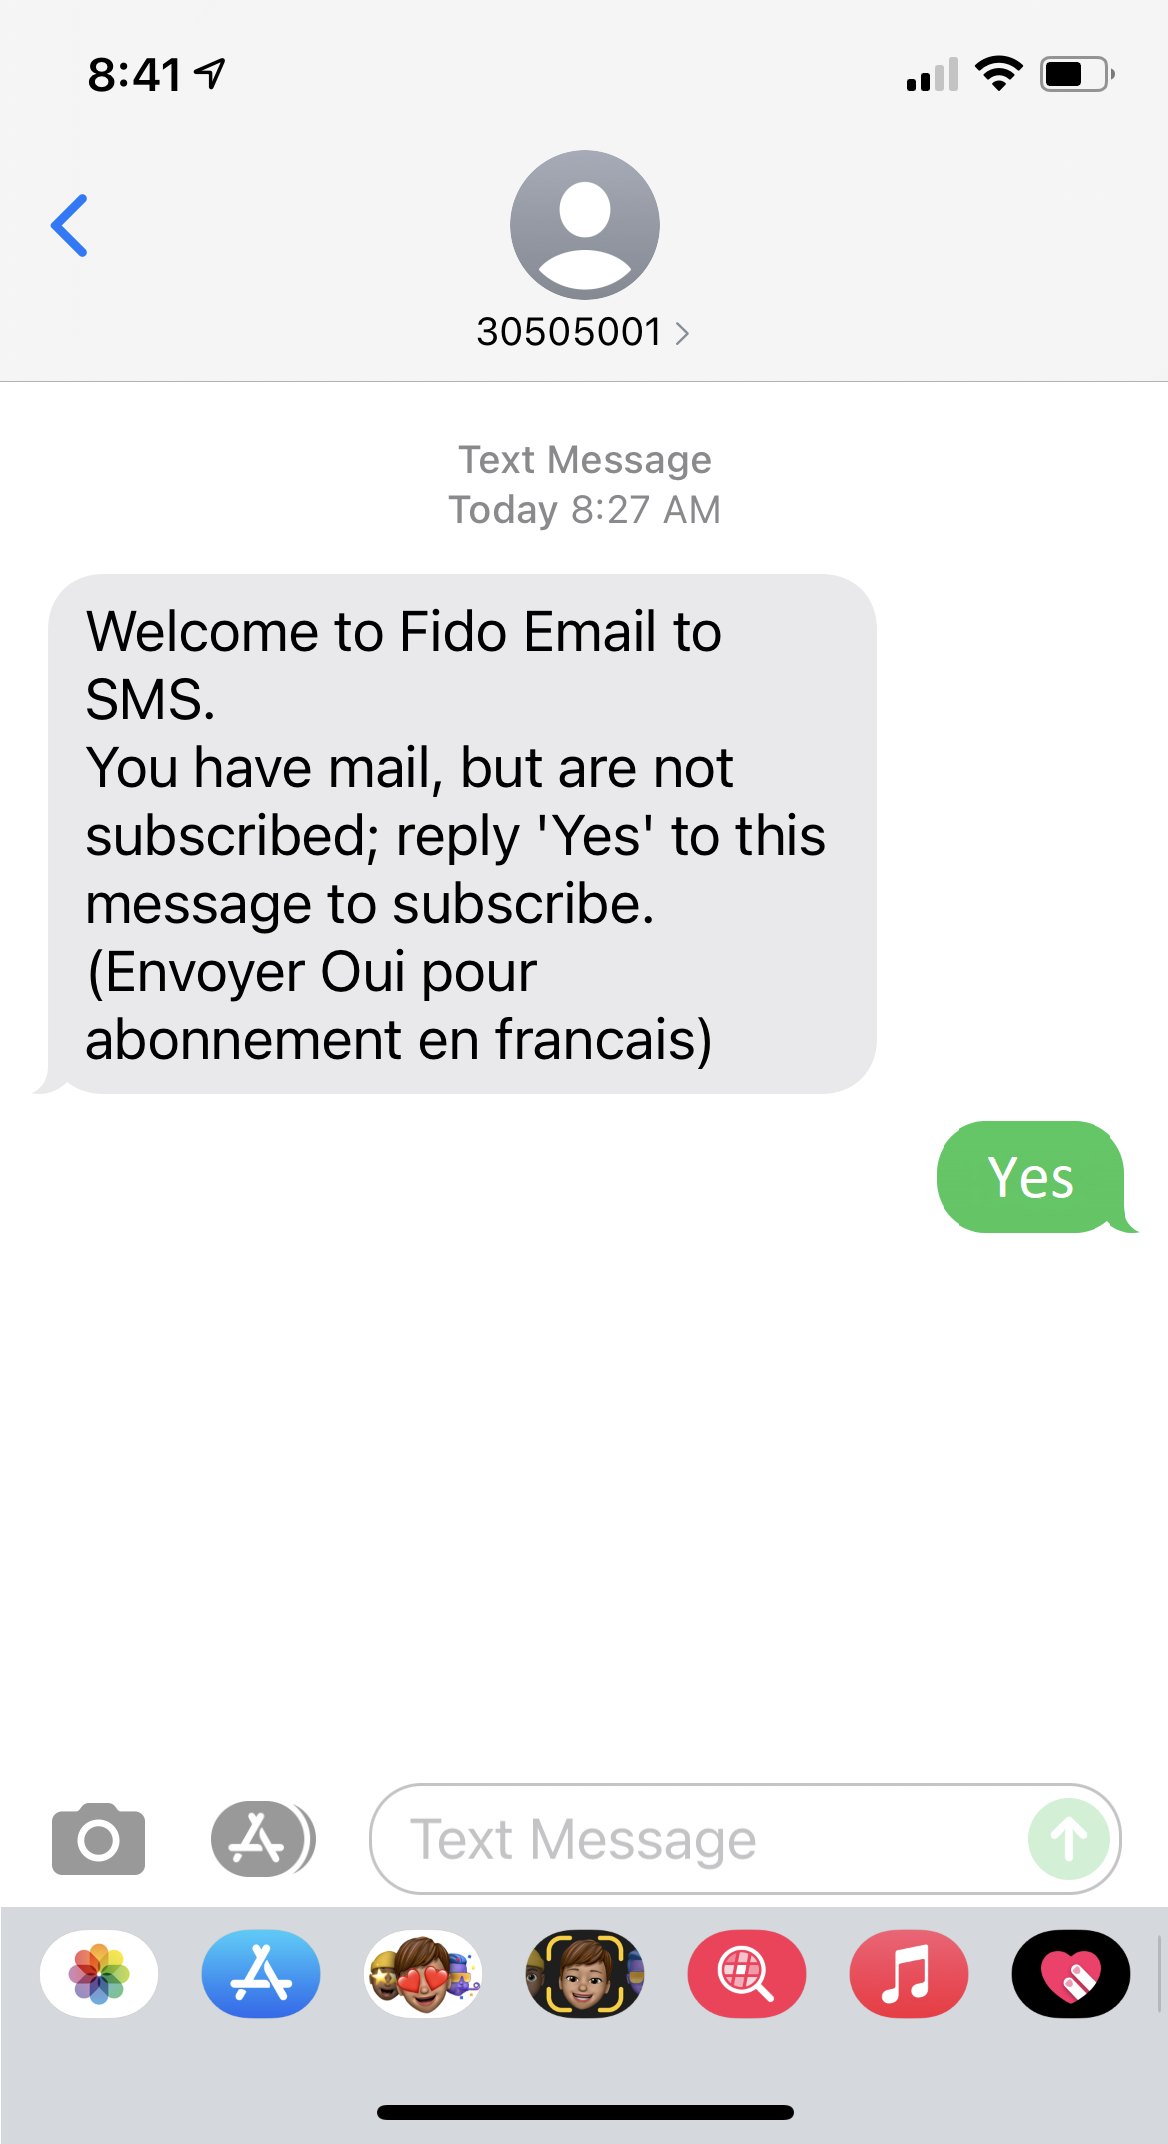 8:41
30505001
Text Message
Today 8:27 AM
Welcome to Fido Email to
SMS.
You have mail, but are not
subscribed; reply 'Yes' to this
message to subscribe.
(Envoyer Oui pour
abonnement en francais)
Yes
Text Message